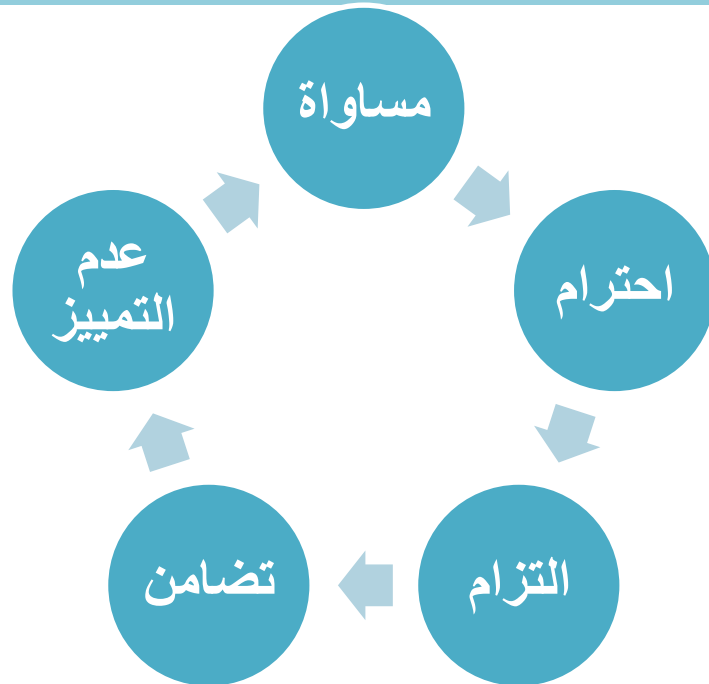 مساواة
احترام
التزام
تضامن
عدم
التمييز